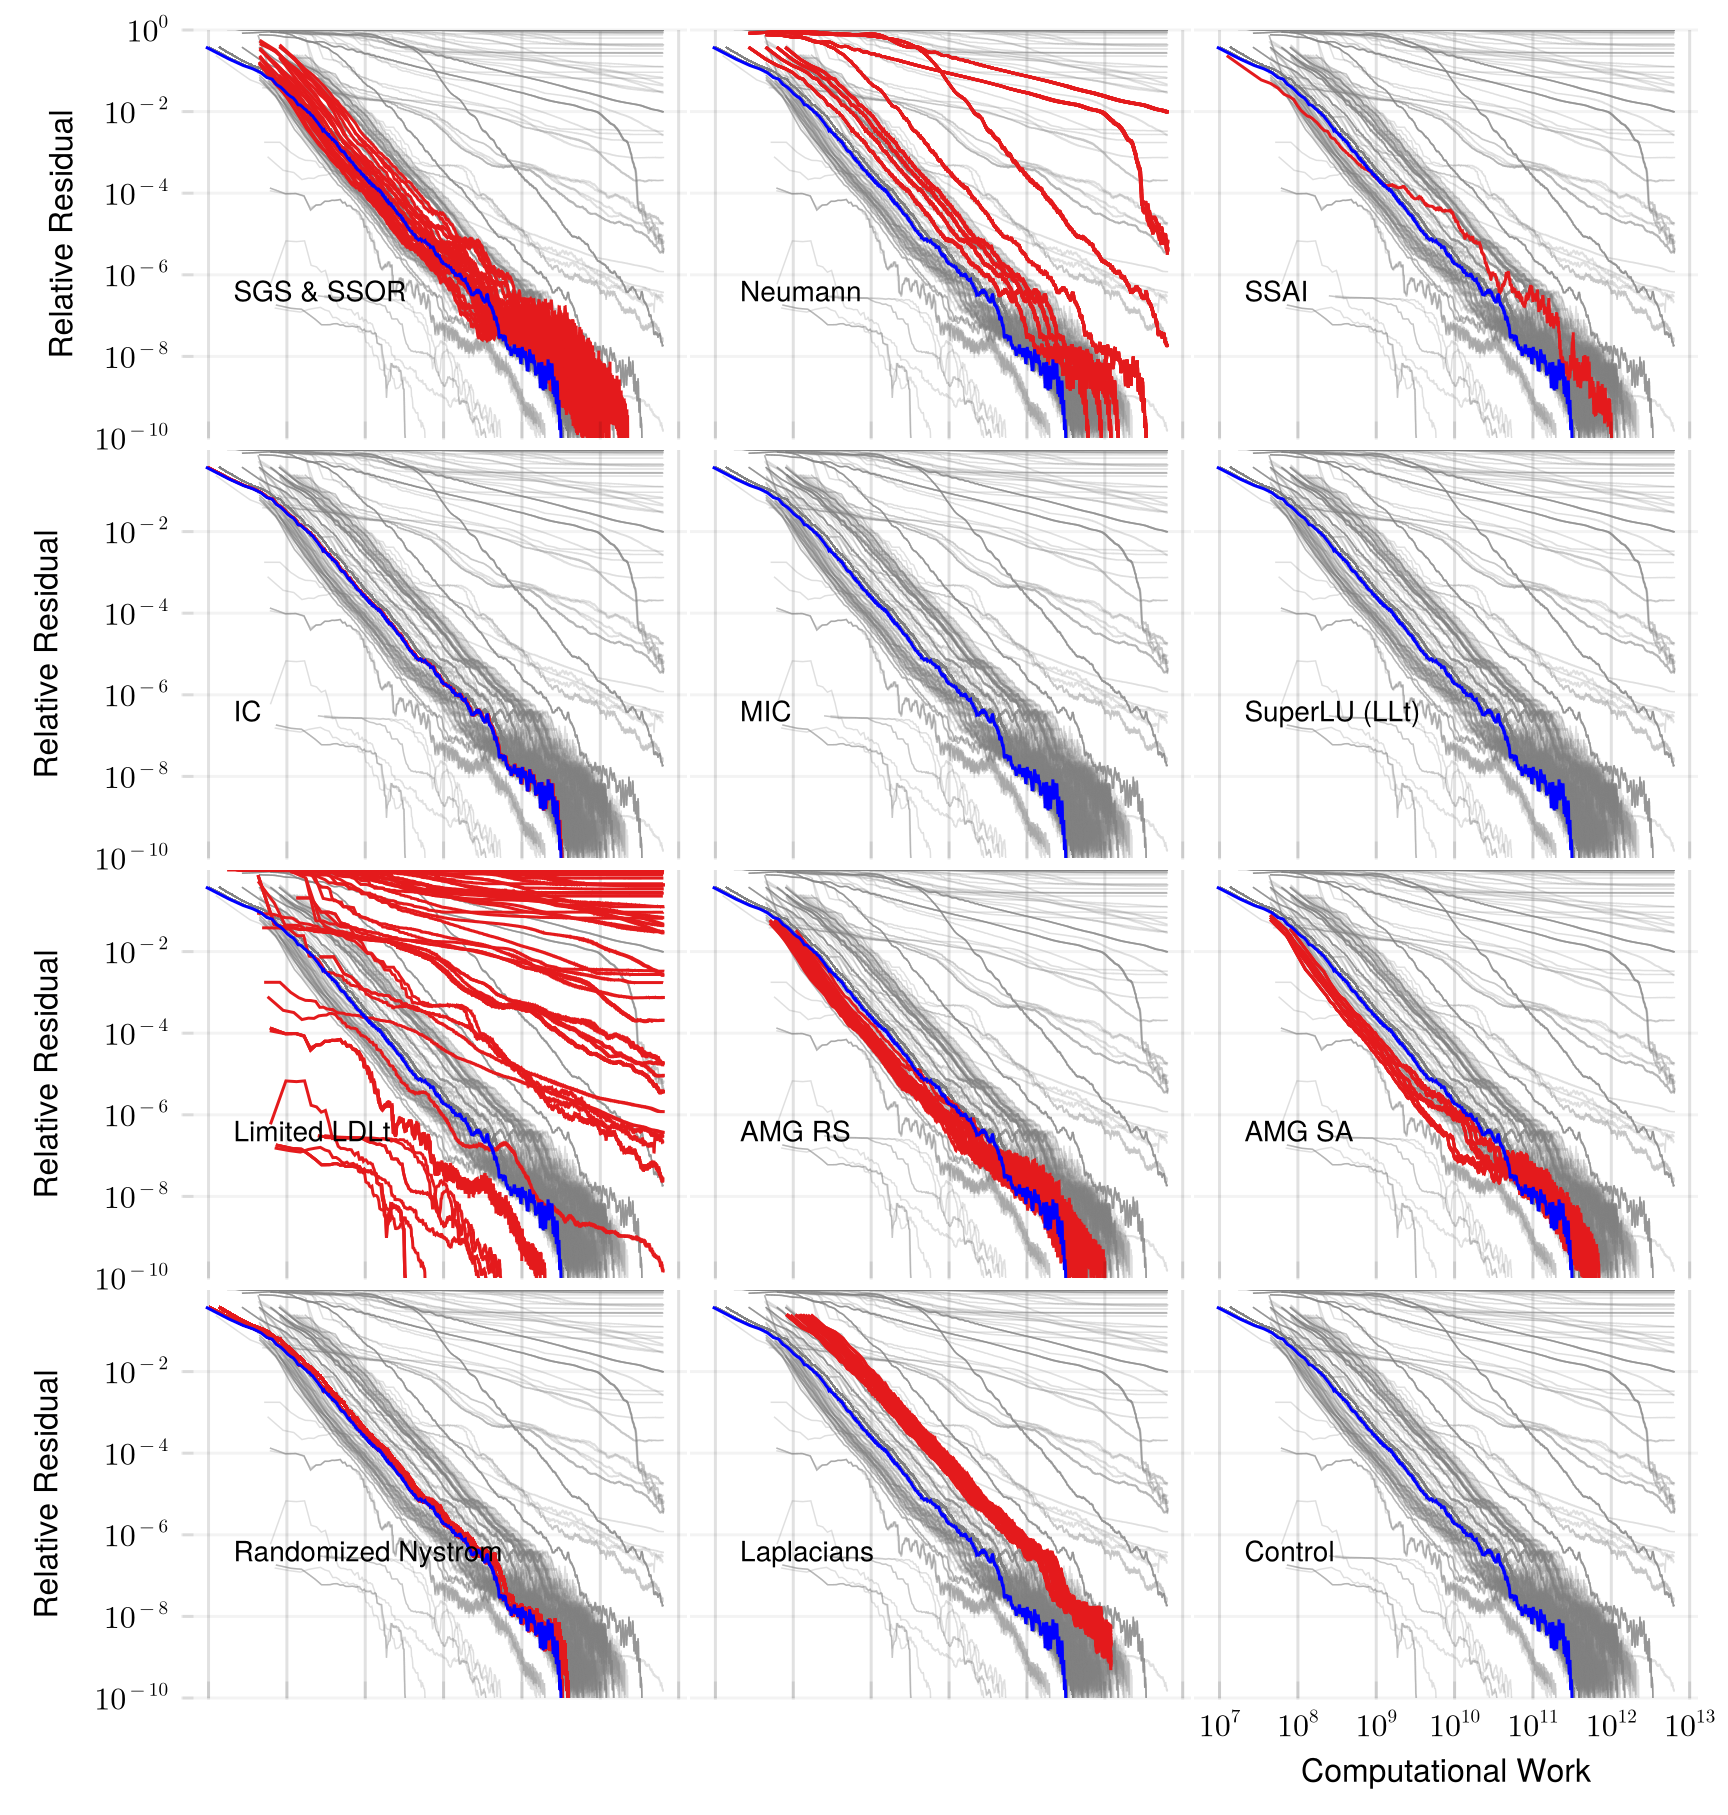 10^0
10^−2
10^−4
10^−6
10^−8
10^−10
Relative Residual
SGS & SSOR
Neumann
SSAI
10^−2
10^−4
10^−6
10^−8
10^−10
Relative Residual
IC
MIC
SuperLU (LLt)
10^−2
10^−4
10^−6
10^−8
10^−10
Relative Residual
Limited LDLt
AMG RS
AMG SA
10^−2
10^−4
10^−6
10^−8
10^−10
Relative Residual
Randomized Nystrom
Laplacians
Control
10^7 10^8 10^9 10^10 10^11 10^12 10^13
Computational Work